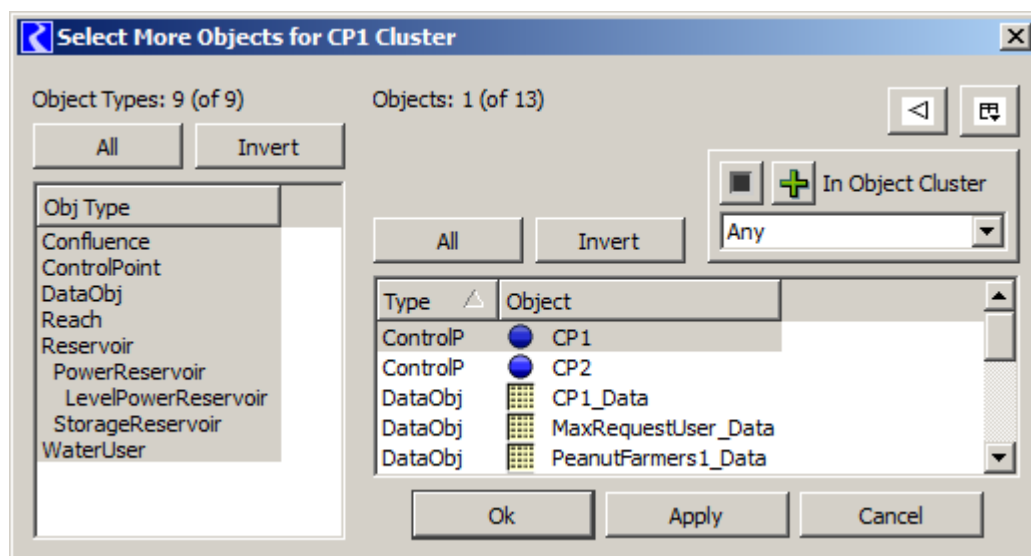 Select More Objects for CP1 Cluster
Object Types: 9 (of 9)
All Invert
Obj Type
Confluence
ControlPoint
DataObj
Reach
Reservoir
PowerReservoir
LevelPowerReservoir
StorageReservoir
WaterUser
Objects: 1 (of 13)
In Object Cluster
Any
All Invert
Type Object
ControlP CP1
ControlP CP2
DataObj CP1_Data
DataObj MaxRequestUser_Data
DataObj PeanutFarmers1_Data
Ok Apply Cancel